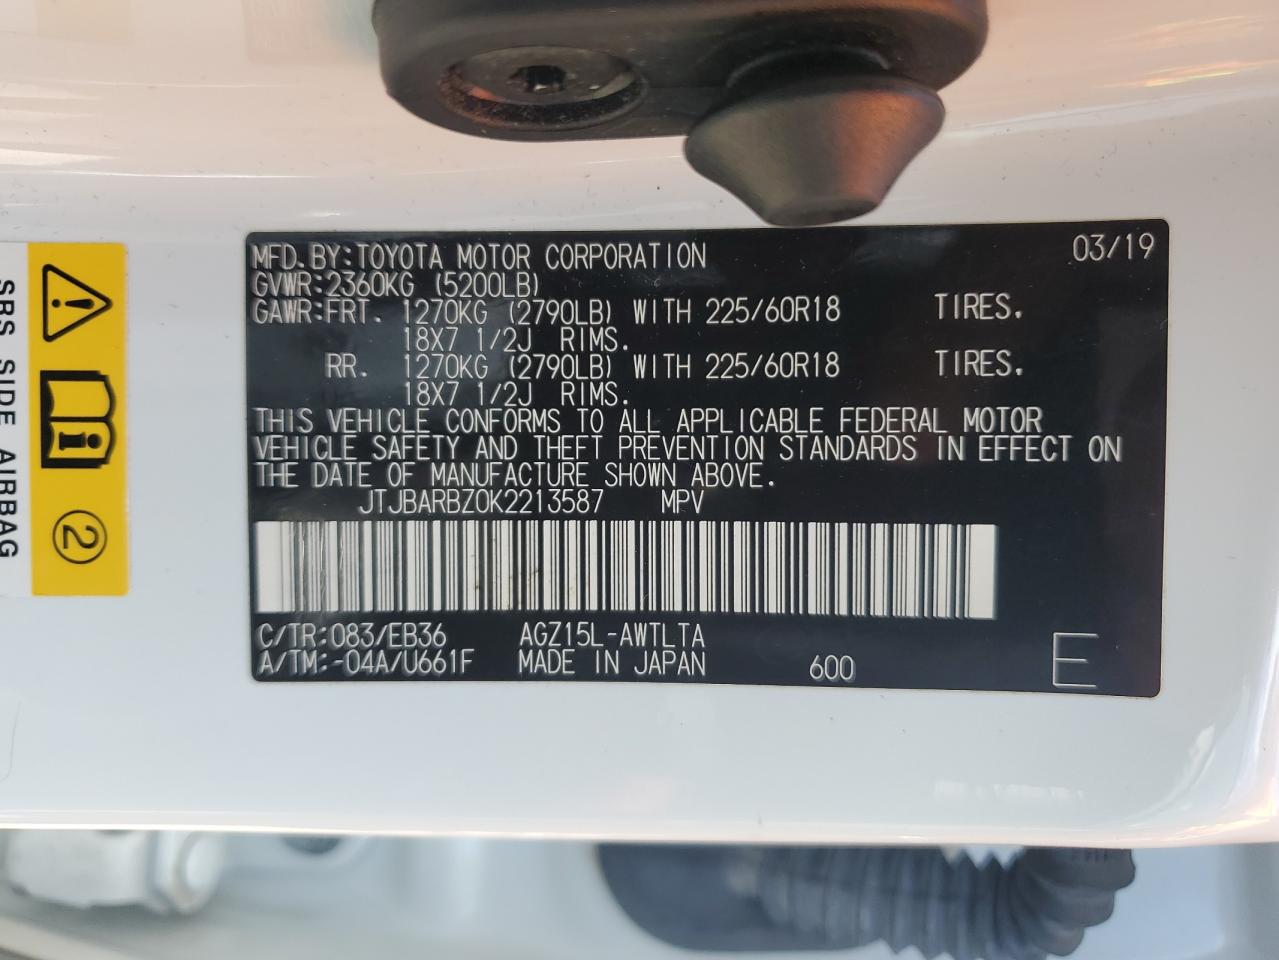 MFD.BY:TOYOTA MOTOR CORPORATION 03/19
GVWR:2360KG (5200LB)
GAWR:FRT. 1270KG (2790LB) WITH 225/60R18 TIRES.
18X7 1/2J RIMS.
RR. 1270KG (2790LB) WITH 225/60R18 TIRES.
18X7 1/2J RIMS.
THIS VEHICLE CONFORMS TO ALL APPLICABLE FEDERAL MOTOR
VEHICLE SAFETY AND THEFT PREVENTION STANDARDS IN EFFECT ON
THE DATE OF MANUFACTURE SHOWN ABOVE.
JTJBARBZ0K2213587 MPV
C/TR:083/EB36 AGZ15L-AWTLTA
A/TM:-04A/U661F MADE IN JAPAN 600 E
SRS SIDE AIRBAG
2